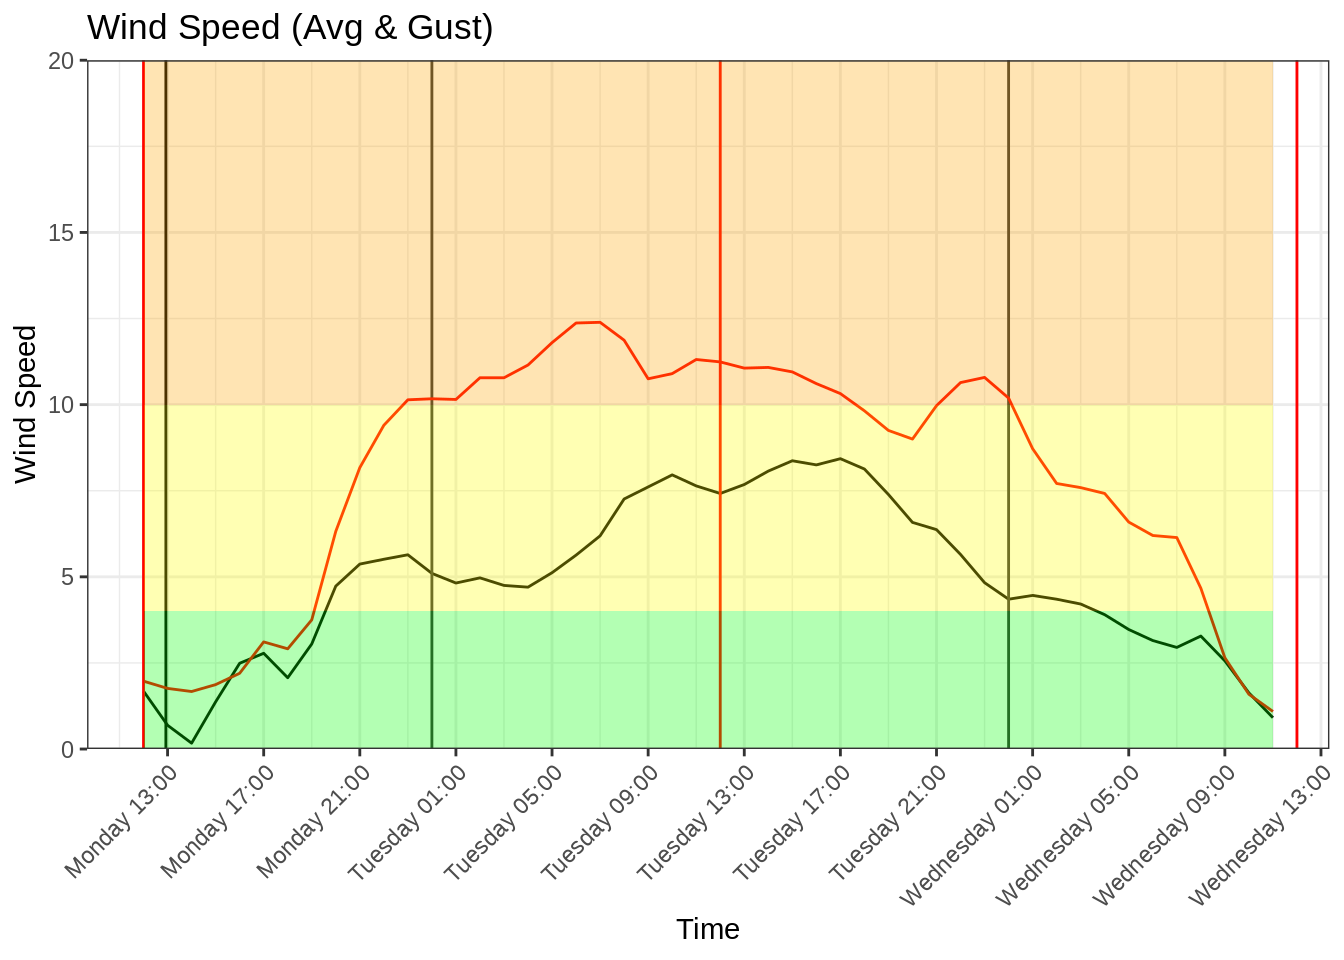 Wind Speed (Avg & Gust)
20
15
10
5
0
Wind Speed
Monday 13:00
Monday 17:00
Monday 21:00
Tuesday 01:00
Tuesday 05:00
Tuesday 09:00
Tuesday 13:00
Tuesday 17:00
Tuesday 21:00
Wednesday 01:00
Wednesday 05:00
Wednesday 09:00
Wednesday 13:00
Time